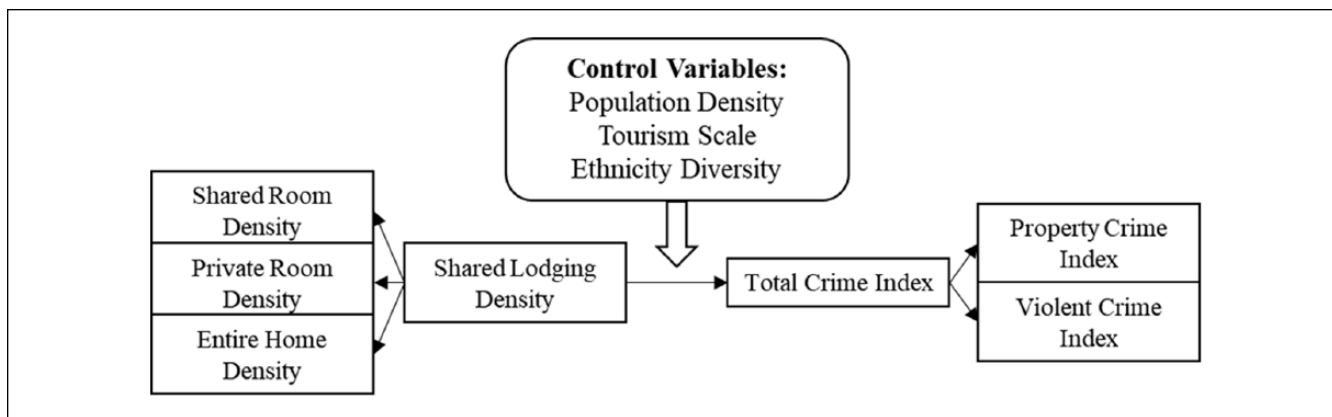 Control Variables:
Population Density
Tourism Scale
Ethnicity Diversity
Shared Room
Density
Private Room
Density
Entire Home
Density
Shared Lodging
Density
Total Crime Index
Property Crime
Index
Violent Crime
Index